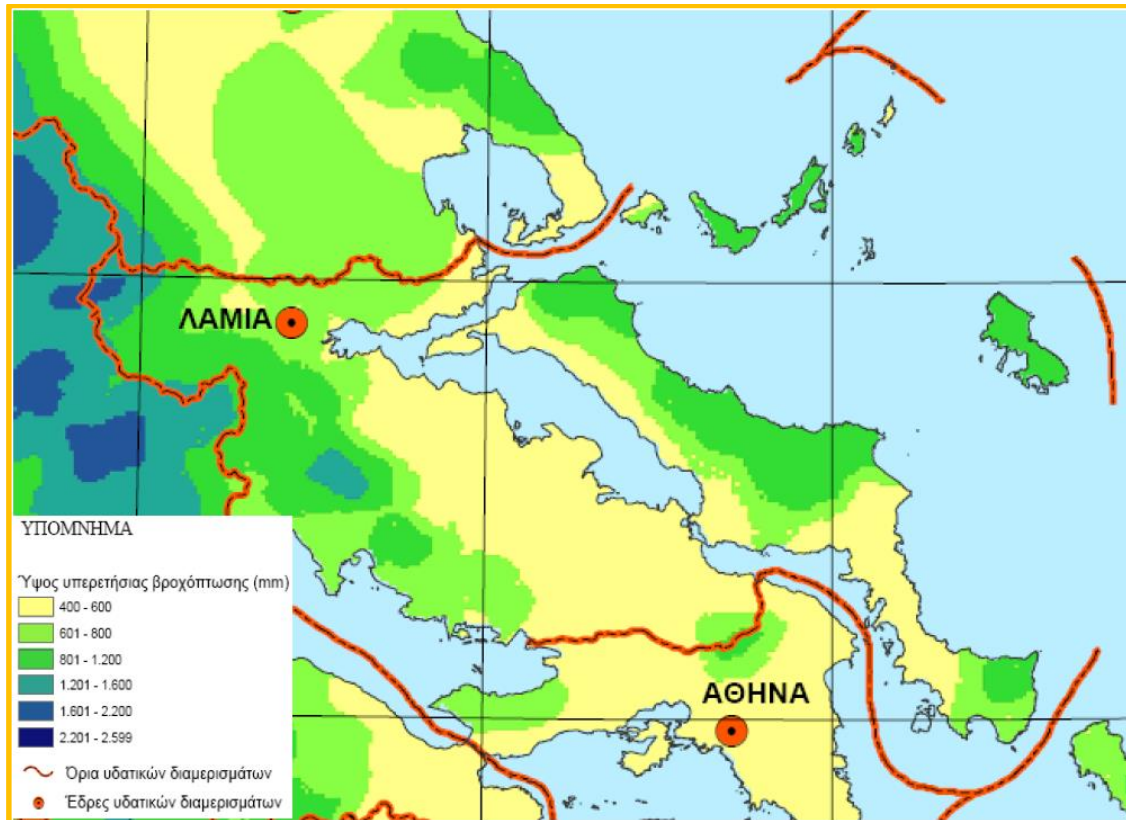 ΛΑΜΙΑ
ΑΘΗΝΑ
ΥΠΟΜΝΗΜΑ
Ύψος υπερετήσιας βροχόπτωσης (mm)
400 - 600
601 - 800
801 - 1.200
1.201 - 1.600
1.601 - 2.200
2.201 - 2.599
Όρια υδατικών διαμερισμάτων
Έδρες υδατικών διαμερισμάτων